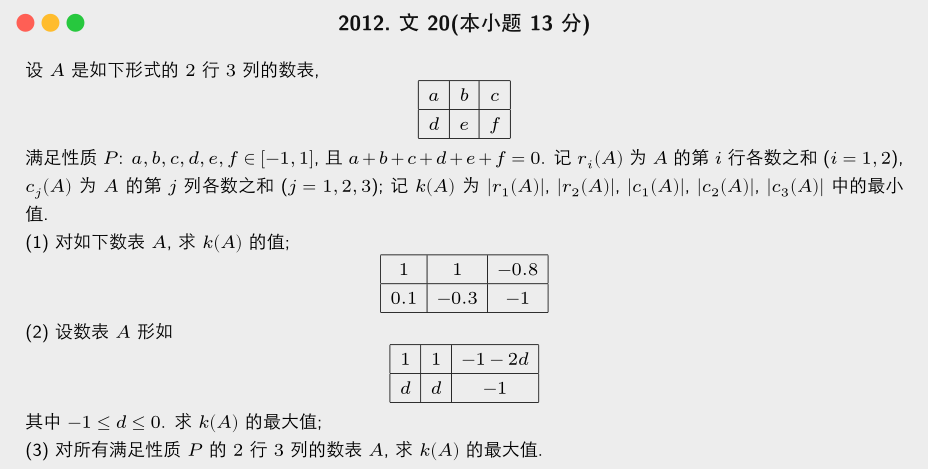 2012. 文 20(本小题 13 分)
设 A 是如下形式的 2 行 3 列的数表,
a b c
d e f
满足性质 P: a, b, c, d, e, f ∈ [−1, 1], 且 a+b+c+d+e+f = 0. 记 r_i(A) 为 A 的第 i 行各数之和 (i = 1, 2),
c_j(A) 为 A 的第 j 列各数之和 (j = 1, 2, 3); 记 k(A) 为 |r_1(A)|, |r_2(A)|, |c_1(A)|, |c_2(A)|, |c_3(A)| 中的最小
值.
(1) 对如下数表 A, 求 k(A) 的值;
1 1 −0.8
0.1 −0.3 −1
(2) 设数表 A 形如
1 1 −1 − 2d
d d −1
其中 −1 ≤ d ≤ 0. 求 k(A) 的最大值;
(3) 对所有满足性质 P 的 2 行 3 列的数表 A, 求 k(A) 的最大值.